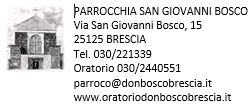 PARROCCHIA SAN GIOVANNI BOSCO
Via San Giovanni Bosco, 15
25125 BRESCIA
Tel. 030/221339
Oratorio 030/2440551
parroco@donboscobrescia.it
www.oratoriodonboscobrescia.it